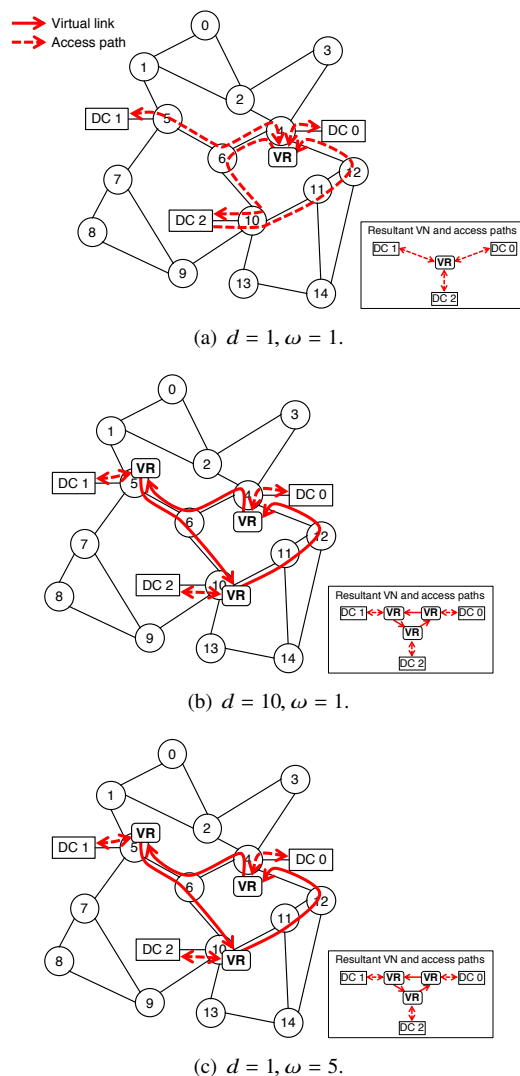 Virtual link
Access path
0
1
3
2
DC 1
5
4
DC 0
6
VR
7
11
12
DC 2
10
8
9
13
14
Resultant VN and access paths
DC 1
DC 0
VR
DC 2
(a) d = 1, ω = 1.
0
1
3
2
VR
DC 1
5
4
DC 0
6
VR
12
7
11
DC 2
10
VR
8
9
13
14
Resultant VN and access paths
DC 1
VR
VR
DC 0
VR
DC 2
(b) d = 10, ω = 1.
0
1
3
2
VR
DC 1
5
4
DC 0
6
VR
12
7
11
DC 2
10
VR
8
9
13
14
Resultant VN and access paths
DC 1
VR
VR
DC 0
VR
DC 2
(c) d = 1, ω = 5.